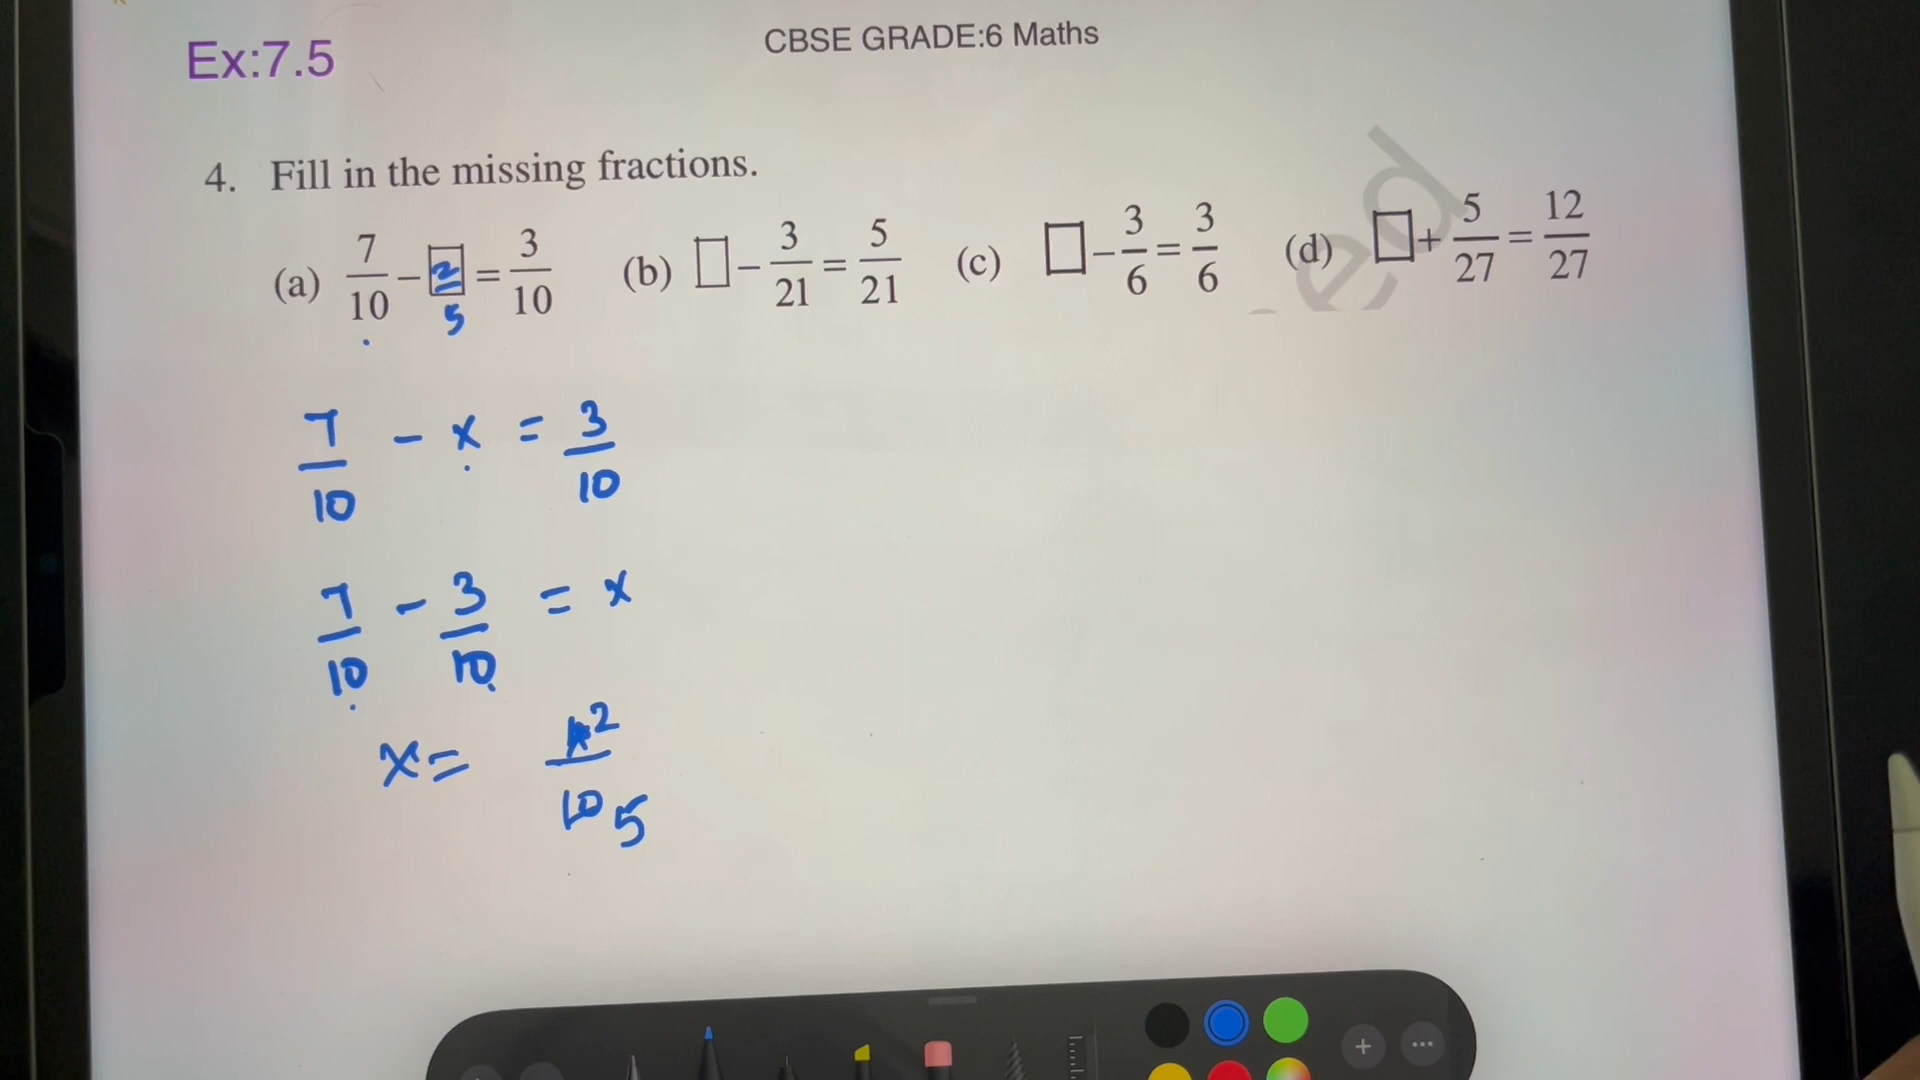 Ex:7.5
CBSE GRADE:6 Maths
4. Fill in the missing fractions.
(a) 7/10 − 2/5 = 3/10 (b) □ − 3/21 = 5/21 (c) □ − 3/6 = 3/6 (d) □ + 5/27 = 12/27
7/10 − x = 3/10
7/10 − 3/10 = x
x = 2/10 5
ed